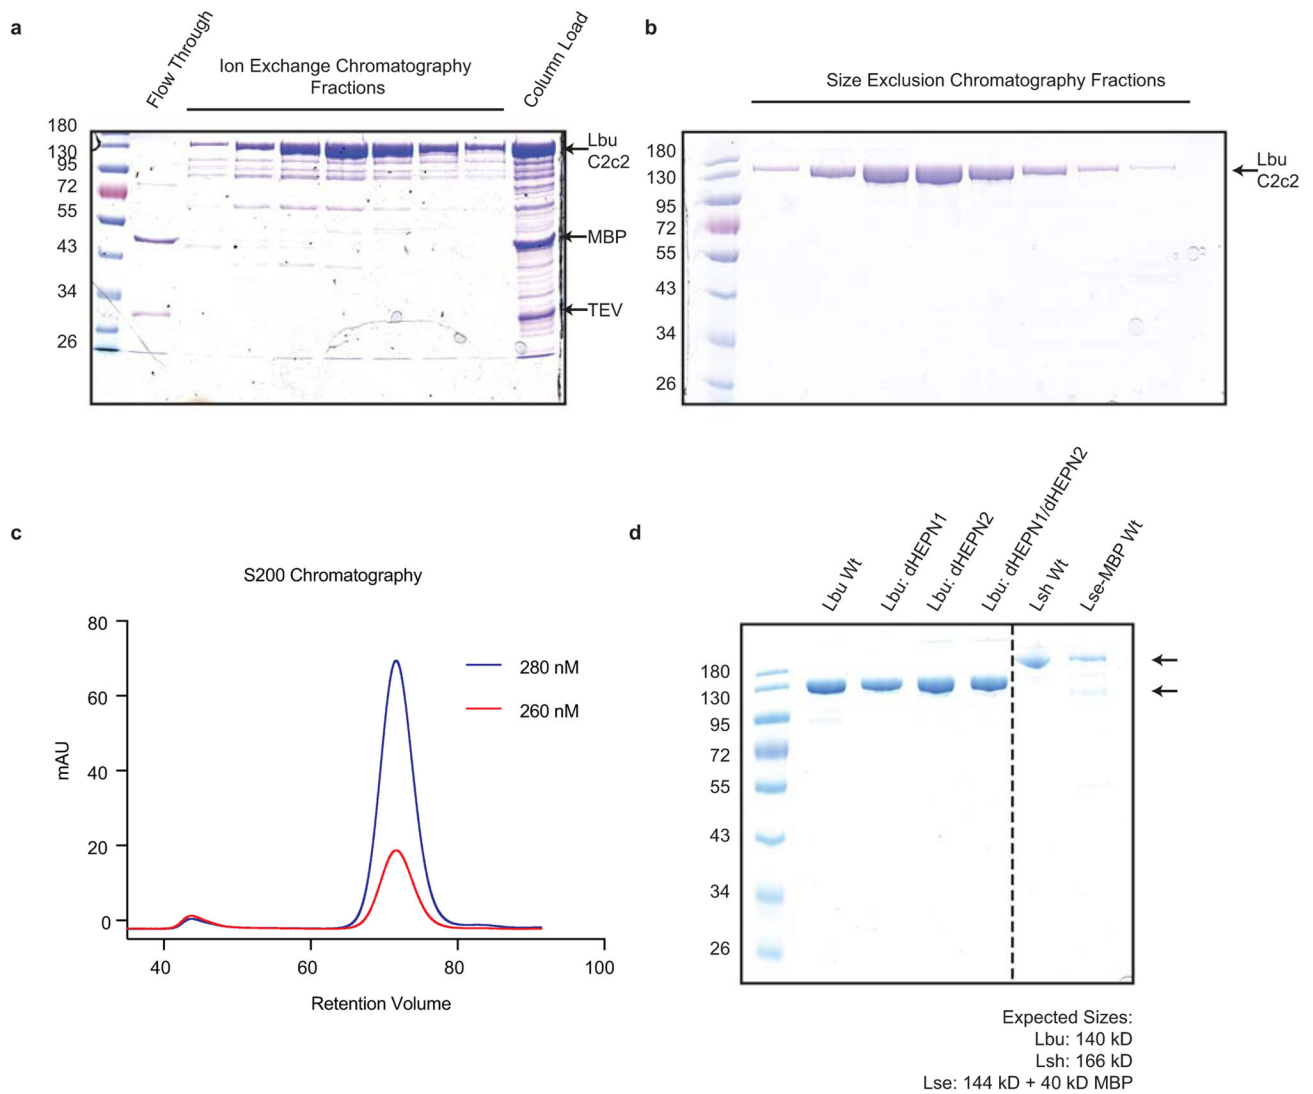 a
Flow Through
Ion Exchange Chromatography
Fractions
Column Load
180
130
95
72
55
43
34
26
Lbu
C2c2
MBP
TEV
b
Size Exclusion Chromatography Fractions
180
130
95
72
55
43
34
26
Lbu
C2c2
c
S200 Chromatography
80
60
40
20
0
mAU
280 nM
260 nM
40
60
80
100
Retention Volume
d
Lbu Wt
Lbu: dHEPN1
Lbu: dHEPN2
Lbu: dHEPN1/dHEPN2
Lsh Wt
Lse-MBP Wt
180
130
95
72
55
43
34
26
Expected Sizes:
Lbu: 140 kD
Lsh: 166 kD
Lse: 144 kD + 40 kD MBP